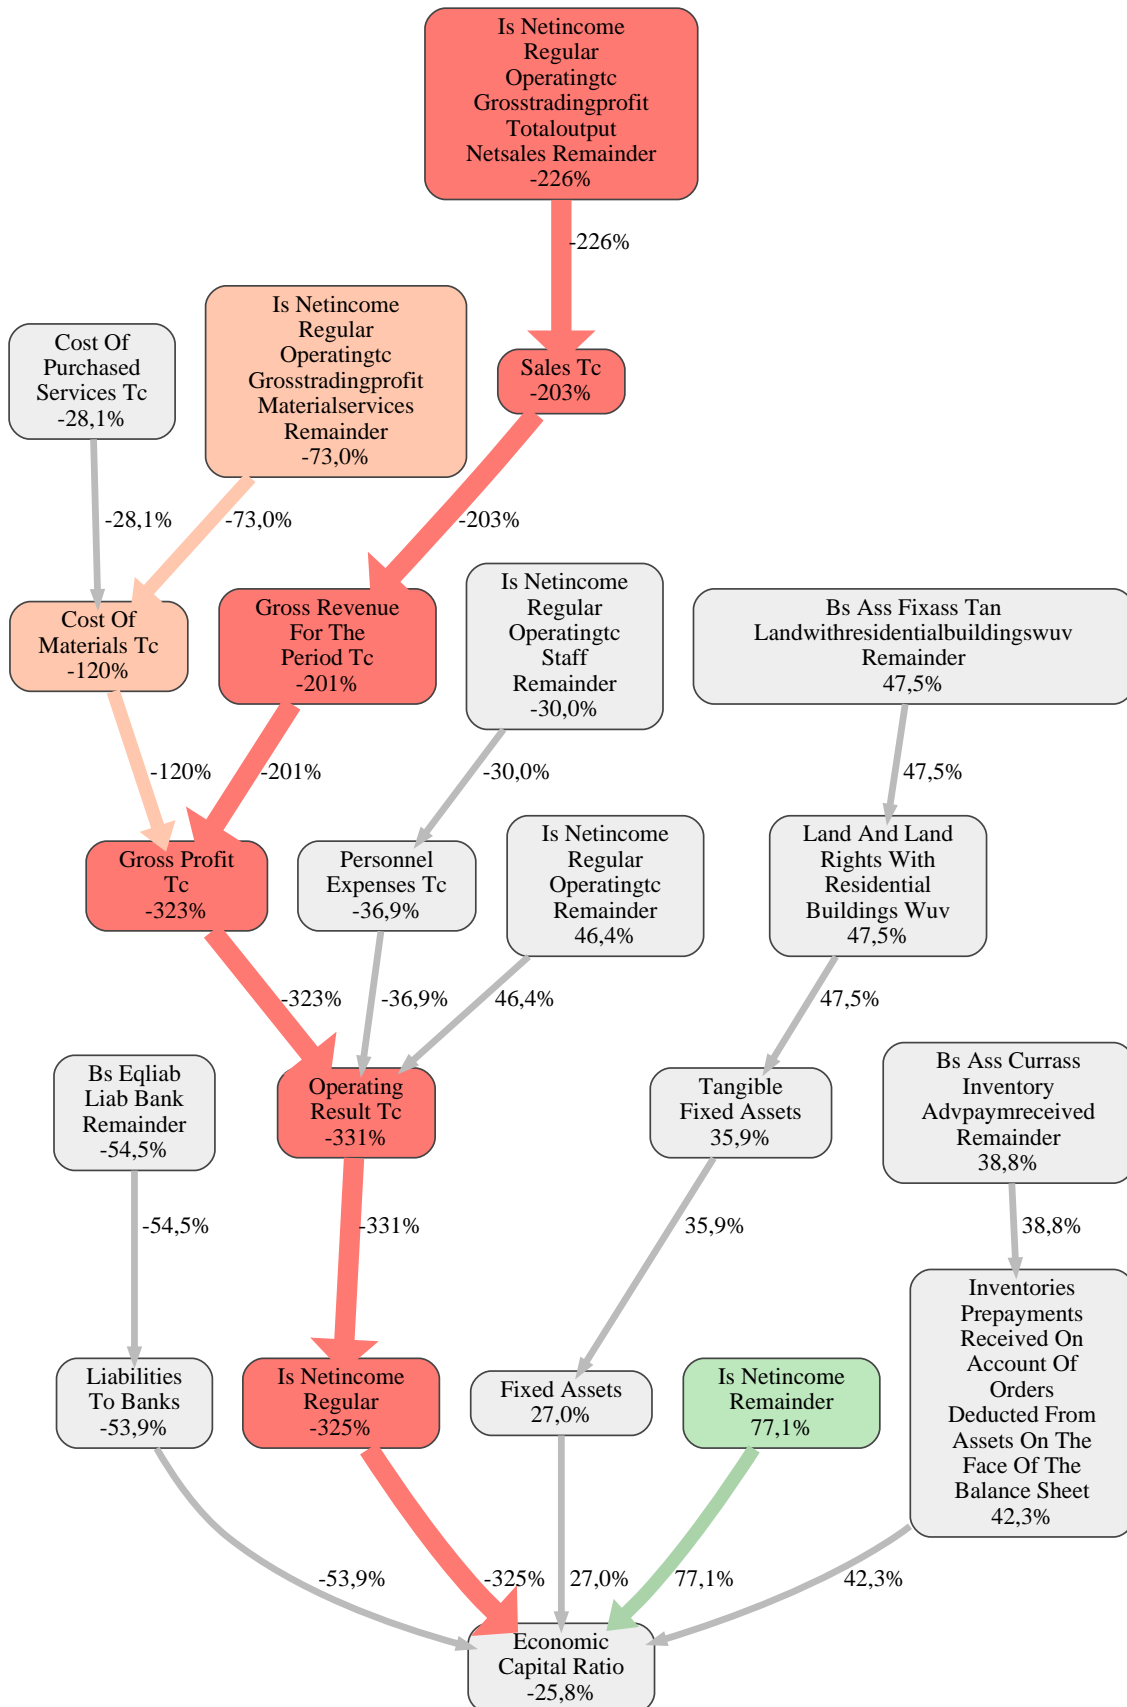 Is Netincome
Regular
Operatingtc
Grosstradingprofit
Totaloutput
Netsales Remainder
-226%
-226%
Cost Of
Purchased
Services Tc
-28,1%
Is Netincome
Regular
Operatingtc
Grosstradingprofit
Materialservices
Remainder
-73,0%
Sales Tc
-203%
-28,1%
-73,0%
-203%
Cost Of
Materials Tc
-120%
Gross Revenue
For The
Period Tc
-201%
Is Netincome
Regular
Operatingtc
Staff
Remainder
-30,0%
Bs Ass Fixass Tan
Landwithresidentialbuildingswuv
Remainder
47,5%
-120%
-201%
-30,0%
47,5%
Gross Profit
Tc
-323%
Personnel
Expenses Tc
-36,9%
Is Netincome
Regular
Operatingtc
Remainder
46,4%
Land And Land
Rights With
Residential
Buildings Wuv
47,5%
-323%
-36,9%
46,4%
47,5%
Bs Eqliab
Liab Bank
Remainder
-54,5%
Operating
Result Tc
-331%
Tangible
Fixed Assets
35,9%
Bs Ass Currass
Inventory
Advpaymreceived
Remainder
38,8%
-54,5%
-331%
35,9%
38,8%
Liabilities
To Banks
-53,9%
Is Netincome
Regular
-325%
Fixed Assets
27,0%
Is Netincome
Remainder
77,1%
Inventories
Prepayments
Received On
Account Of
Orders
Deducted From
Assets On The
Face Of The
Balance Sheet
42,3%
-53,9%
-325%
27,0%
77,1%
42,3%
Economic
Capital Ratio
-25,8%